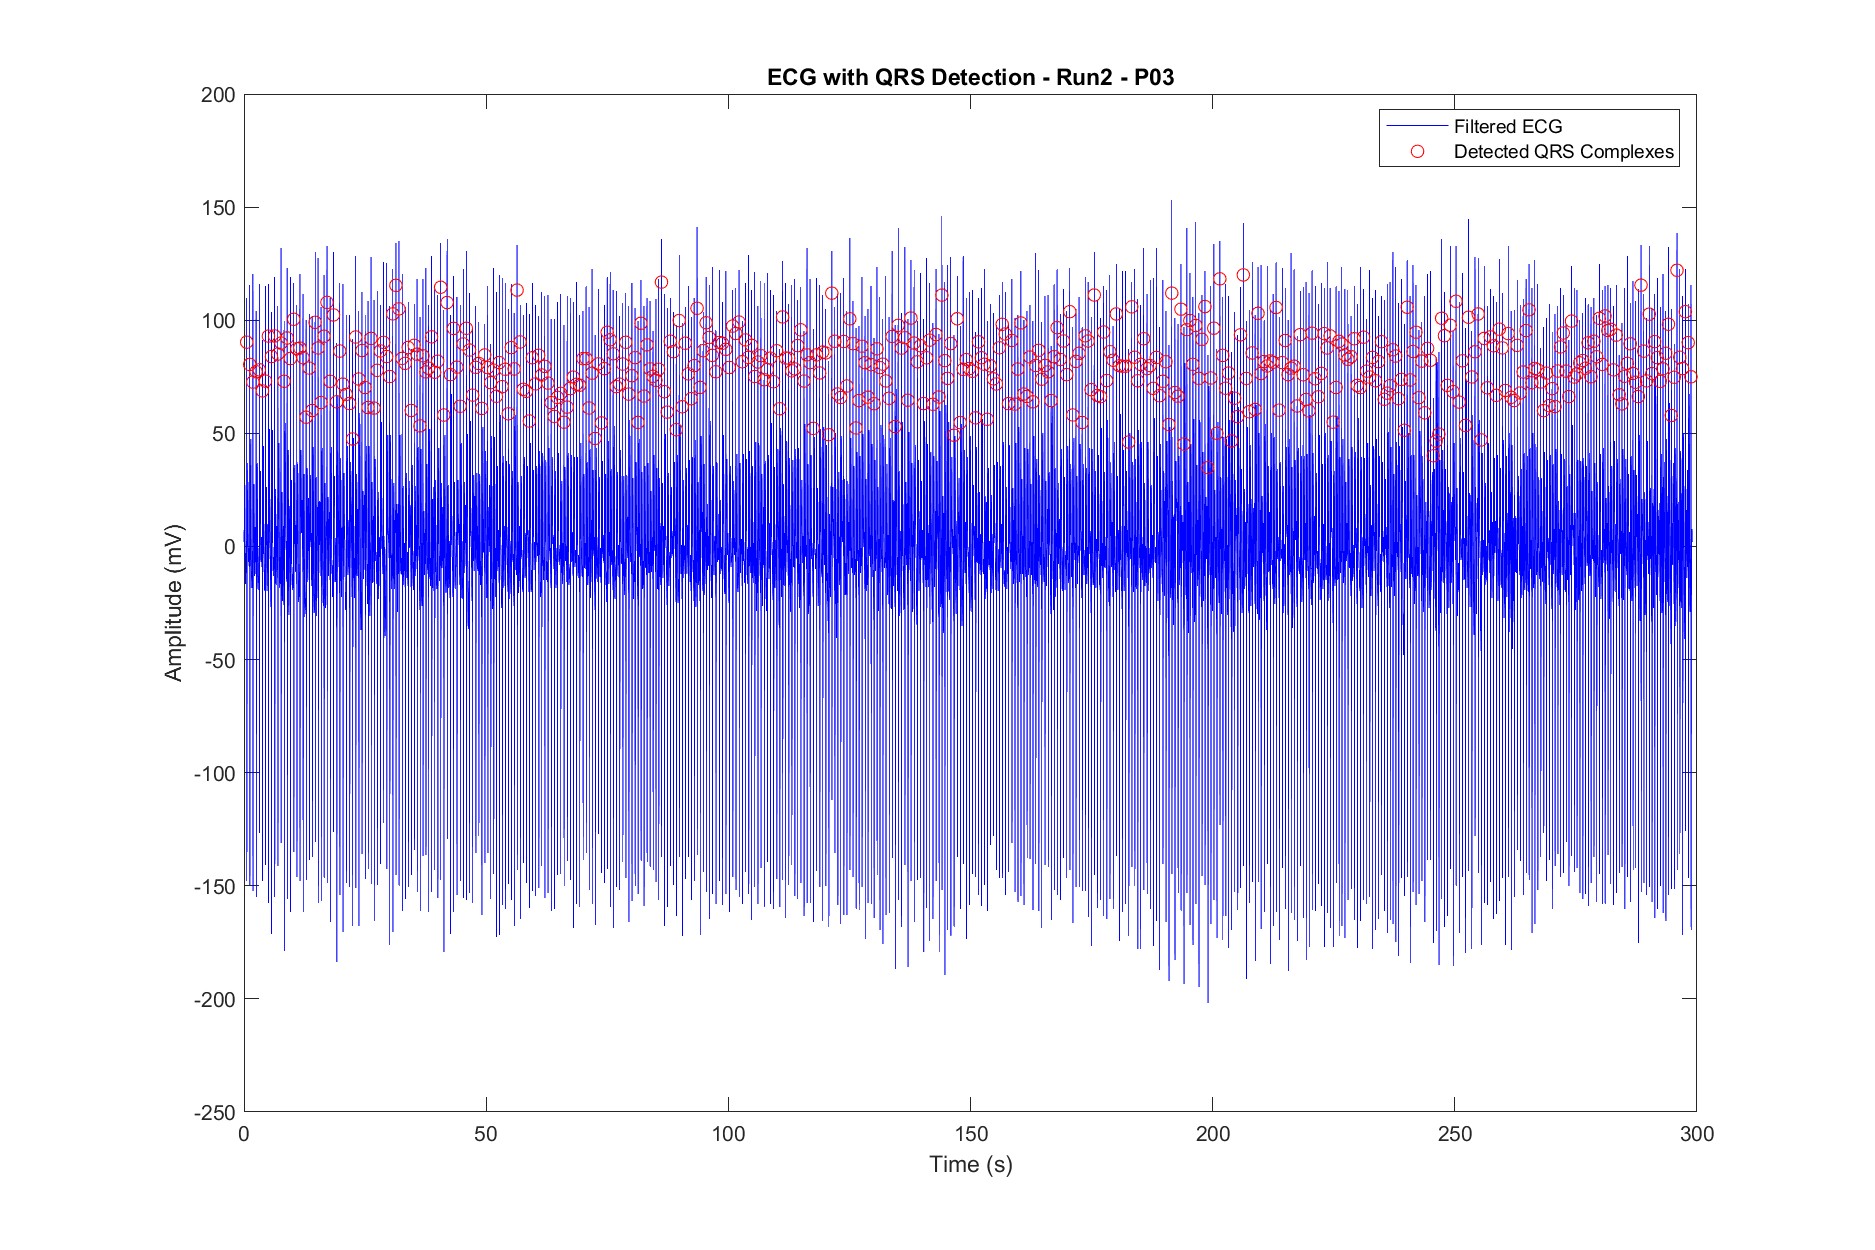 ECG with QRS Detection - Run2 - P03
Filtered ECG
Detected QRS Complexes
Amplitude (mV)
200
150
100
50
0
-50
-100
-150
-200
-250
0 50 100 150 200 250 300
Time (s)